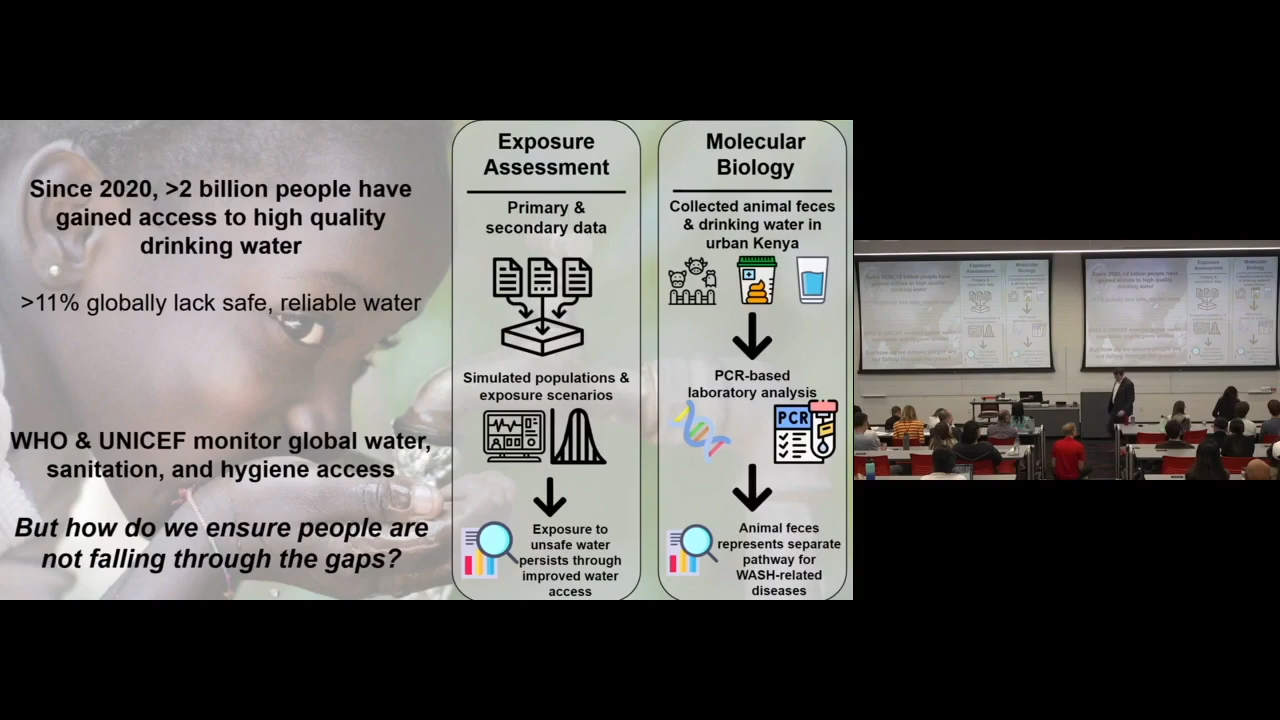 Since 2020, >2 billion people have
gained access to high quality
drinking water
>11% globally lack safe, reliable water
WHO & UNICEF monitor global water,
sanitation, and hygiene access
But how do we ensure people are
not falling through the gaps?
Exposure
Assessment
Primary &
secondary data
Simulated populations &
exposure scenarios
Exposure to
unsafe water
persists through
improved water
access
Molecular
Biology
Collected animal feces
& drinking water in
urban Kenya
PCR-based
laboratory analysis
PCR
Animal feces
represents separate
pathway for
WASH-related
diseases